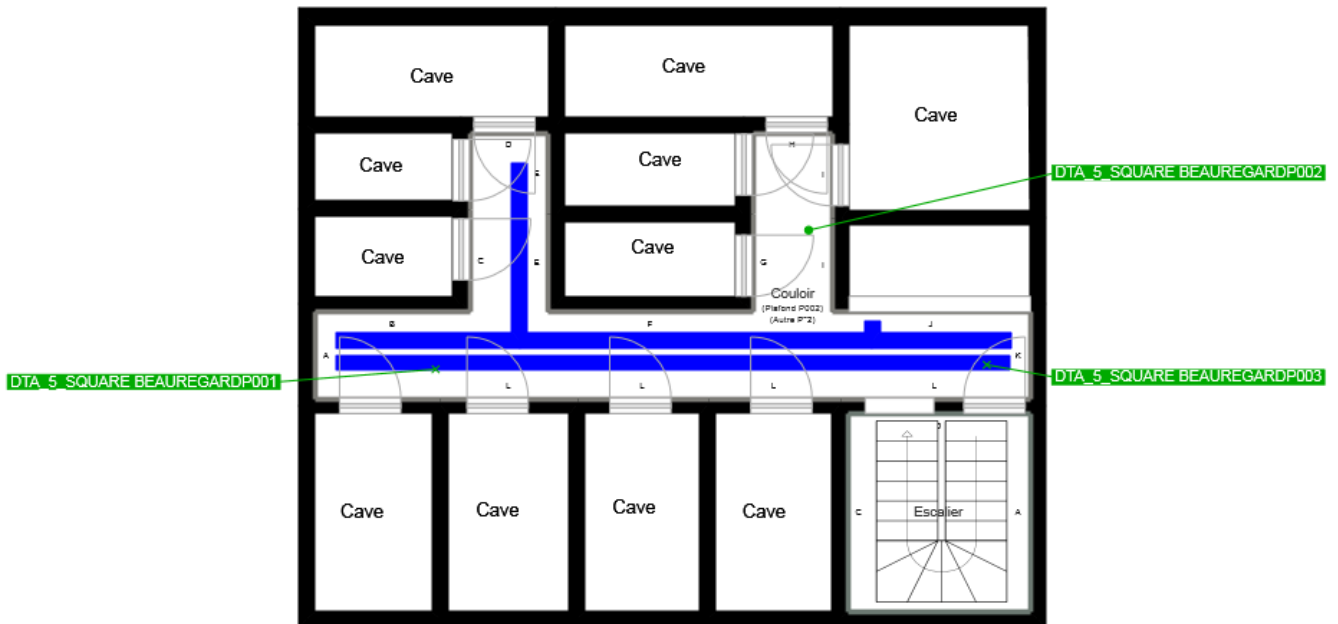 Cave
Cave
Cave
Cave
Cave
D
H
E
I
DTA_5_SQUARE BEAUREGARDP002
Cave
Cave
C
E
G
I
Couloir
(Plafond P002)
(Autre P*2)
B
F
J
A
K
DTA_5_SQUARE BEAUREGARDP001
DTA_5_SQUARE BEAUREGARDP003
L
L
L
L
Cave
Cave
Cave
Cave
C
Escalier
A